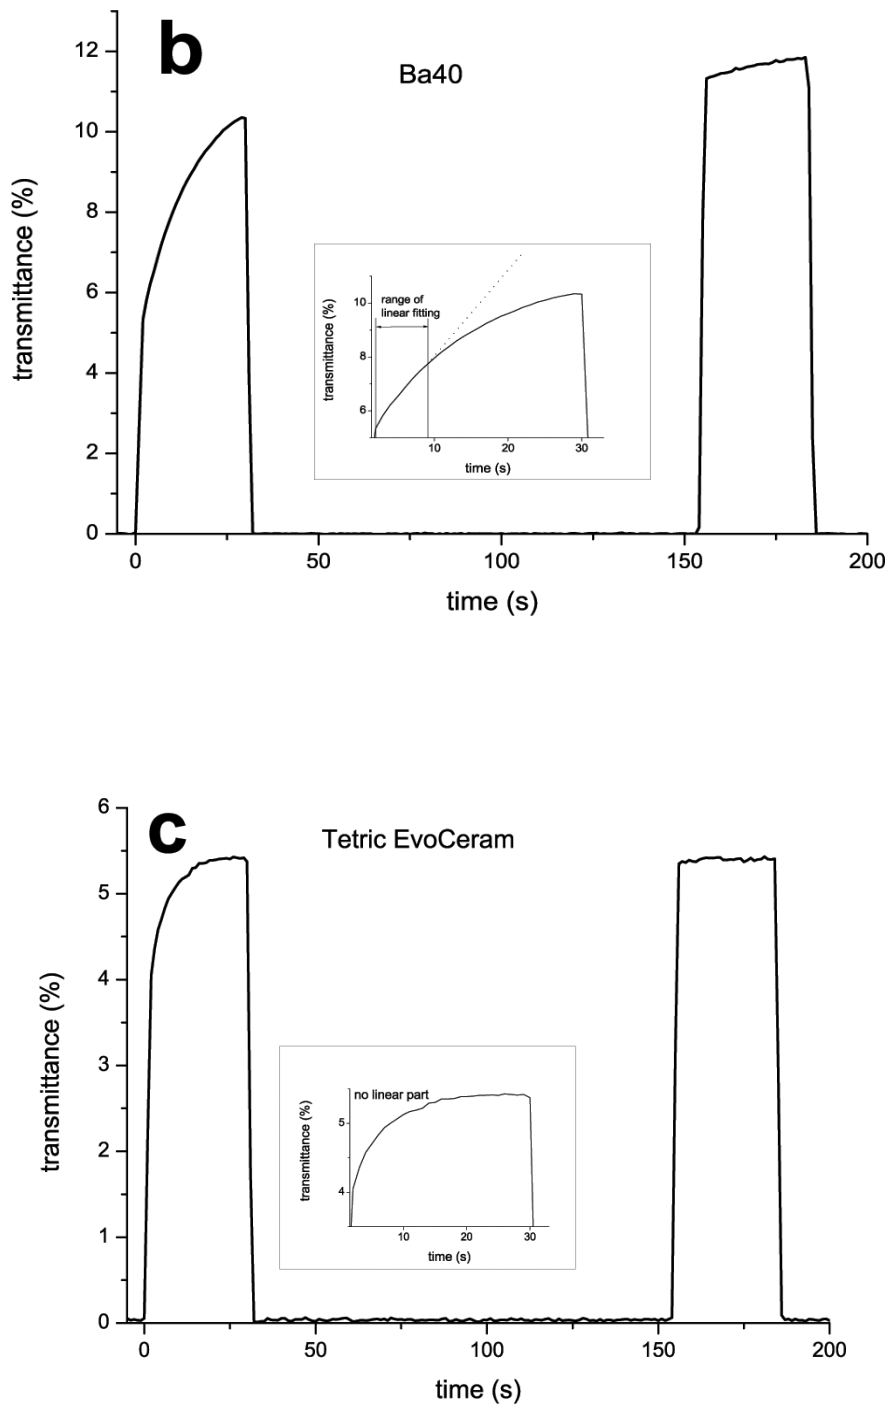 b
Ba40
12
10
8
6
4
2
0
transmittance (%)
0 50 100 150 200
time (s)
range of
linear fitting
10
8
6
transmittance (%)
10 20 30
time (s)
c
Tetric EvoCeram
6
5
4
3
2
1
0
transmittance (%)
0 50 100 150 200
time (s)
no linear part
5
4
transmittance (%)
10 20 30
time (s)